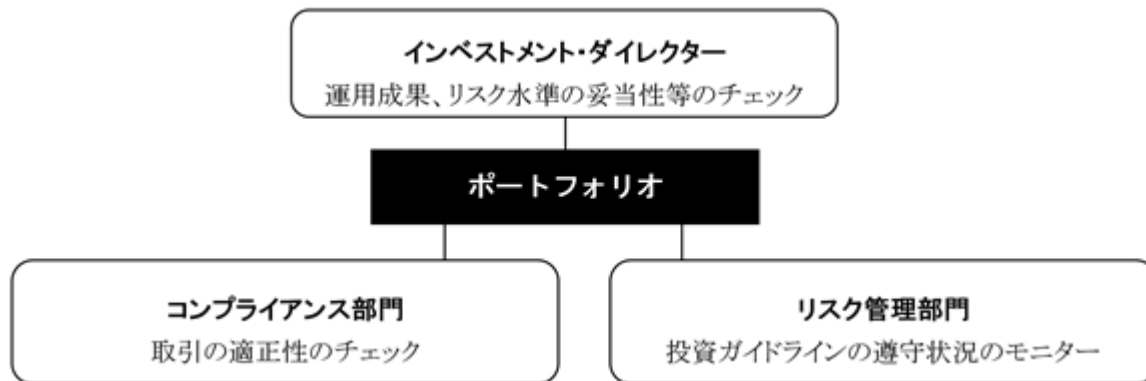 インベストメント・ダイレクター
運用成果、リスク水準の妥当性等のチェック
ポートフォリオ
コンプライアンス部門
取引の適正性のチェック
リスク管理部門
投資ガイドラインの遵守状況のモニター